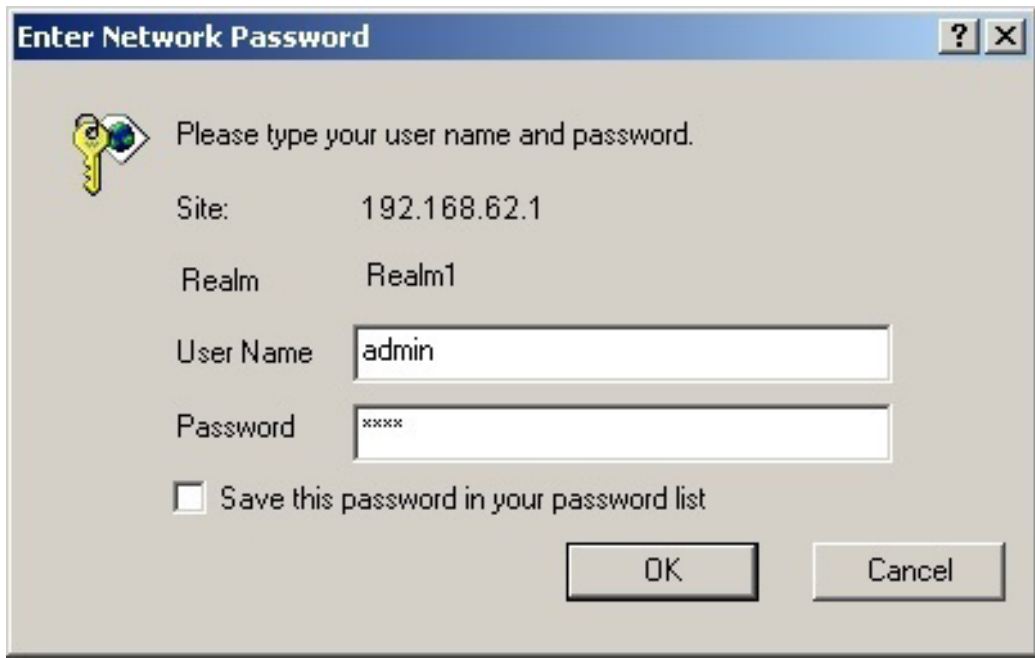 Enter Network Password
Please type your user name and password.
Site: 192.168.62.1
Realm Realm1
User Name admin
Password xxxx
Save this password in your password list
OK Cancel